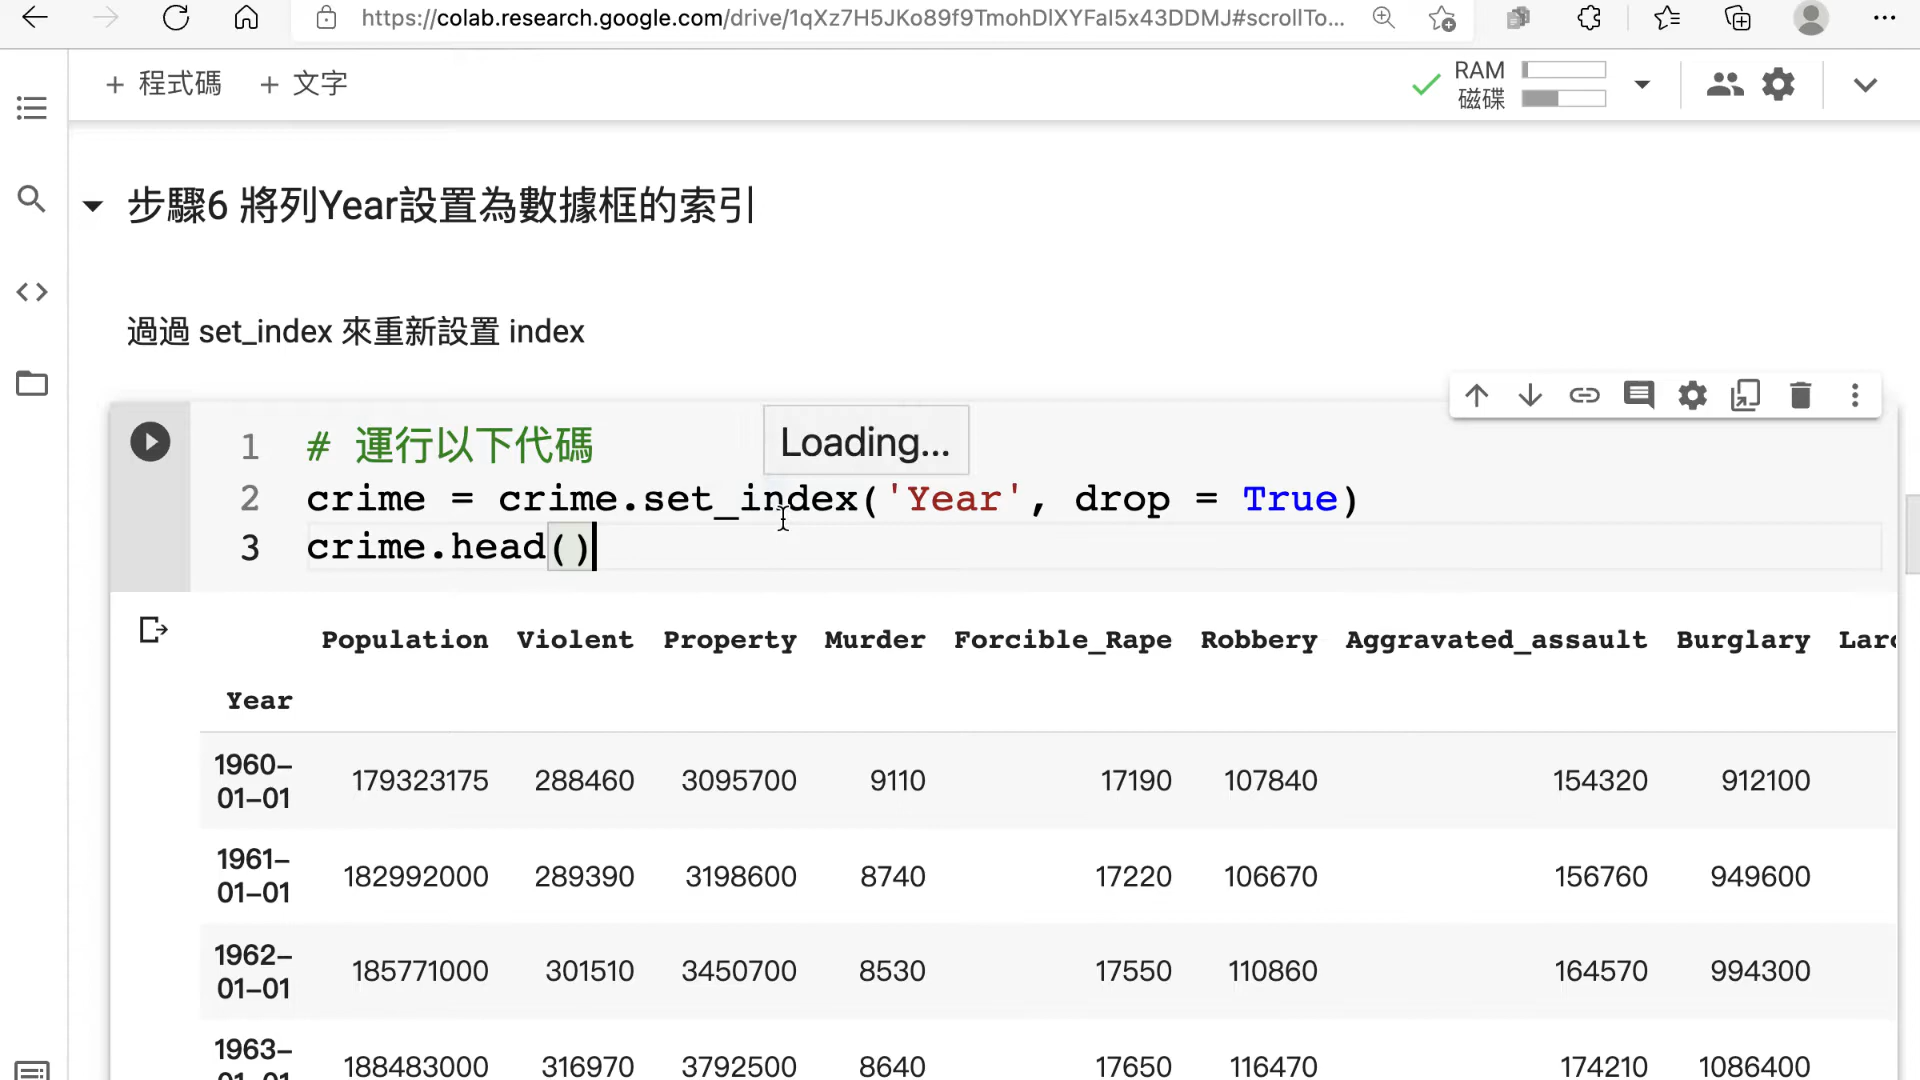 https://colab.research.google.com/drive/1qXz7H5JKo89f9TmohDlXYFal5x43DDMJ#scrollTo...
+ 程式碼 + 文字
RAM
磁碟
步驟6 將列Year設置為數據框的索引
過過 set_index 來重新設置 index
1 # 運行以下代碼
Loading...
2 crime = crime.set_index('Year', drop = True)
3 crime.head()
Population Violent Property Murder Forcible_Rape Robbery Aggravated_assault Burglary Larc
Year
1960-01-01 179323175 288460 3095700 9110 17190 107840 154320 912100
1961-01-01 182992000 289390 3198600 8740 17220 106670 156760 949600
1962-01-01 185771000 301510 3450700 8530 17550 110860 164570 994300
1963-01-01 188483000 316970 3792500 8640 17650 116470 174210 1086400